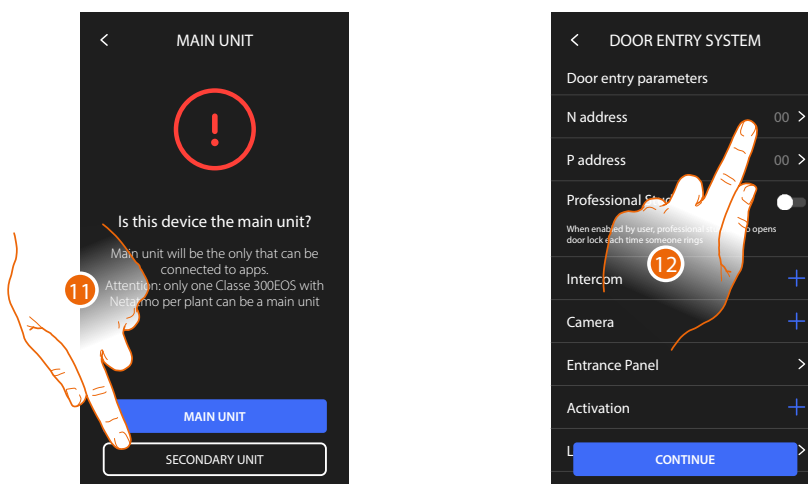 MAIN UNIT
Is this device the main unit?
Main unit will be the only that can be
connected to apps.
Attention: only one Classe 300EOS with
Netatmo per plant can be a main unit
11
MAIN UNIT
SECONDARY UNIT
DOOR ENTRY SYSTEM
Door entry parameters
N address 00
P address 00
Professional
When enabled by user, professional opens
door lock each time someone rings
12
Intercom
Camera
Entrance Panel
Activation
L
CONTINUE